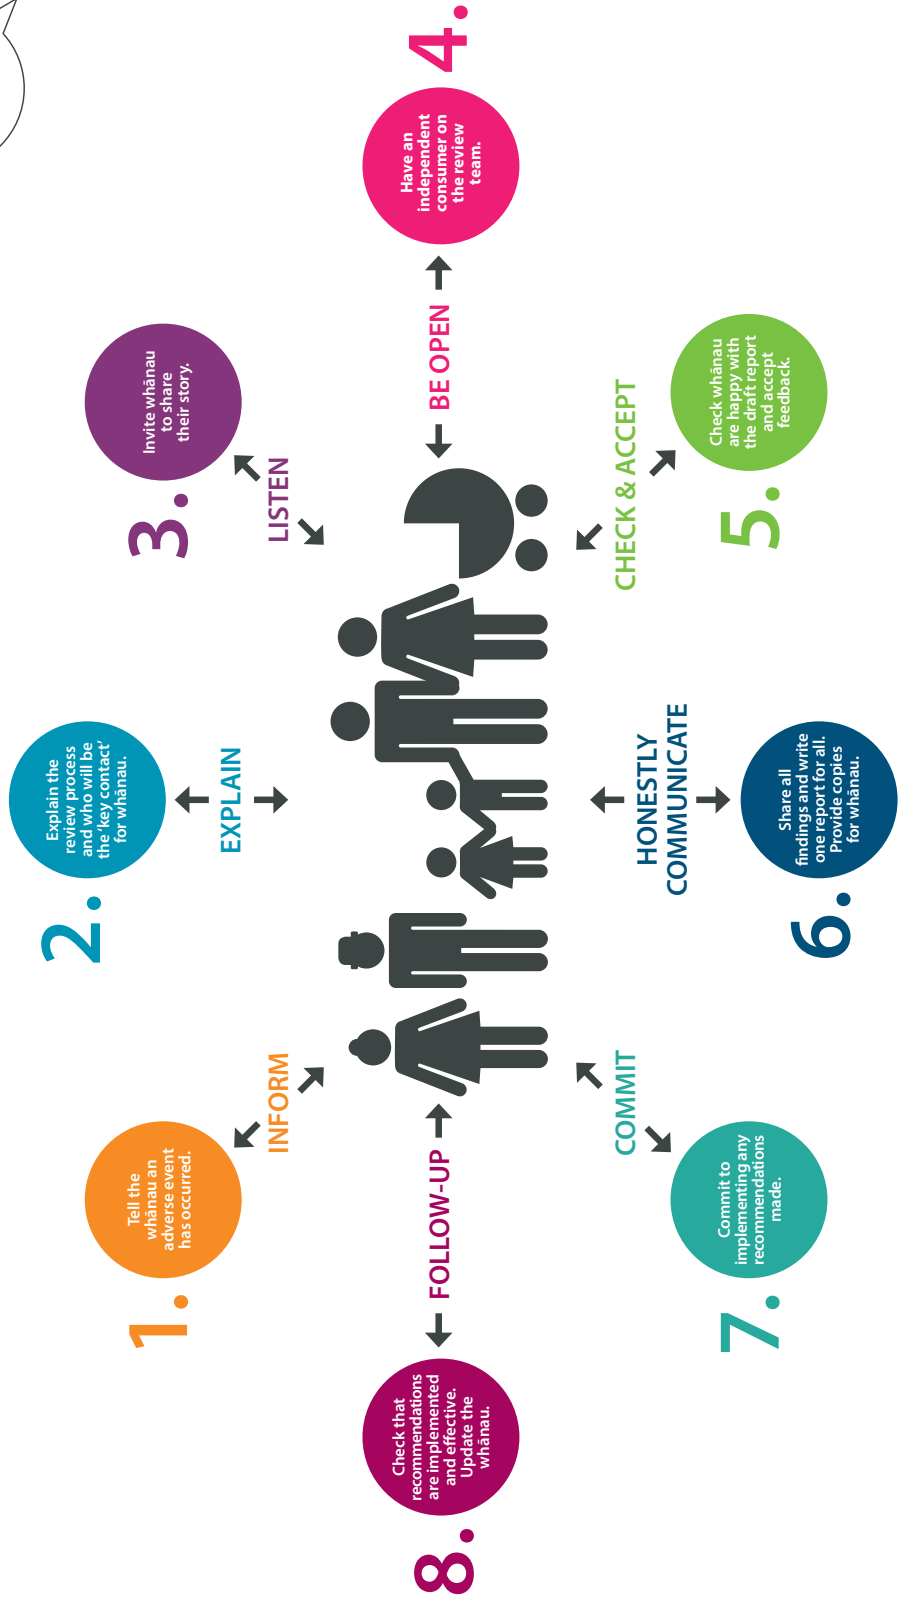 1.
Tell the
whānau an
adverse event
has occurred.
INFORM
2.
Explain the
review process
and who will be
the ‘key contact’
for whānau.
EXPLAIN
3.
Invite whānau
to share
their story.
LISTEN
4.
Have an
independent
consumer on
the review
team.
BE OPEN
5.
Check whānau
are happy with
the draft report
and accept
feedback.
CHECK & ACCEPT
6.
Share all
findings and write
one report for all.
Provide copies
for whānau.
HONESTLY
COMMUNICATE
7.
Commit to
implementing any
recommendations
made.
COMMIT
8.
Check that
recommendations
are implemented
and effective.
Update the
whānau.
FOLLOW-UP